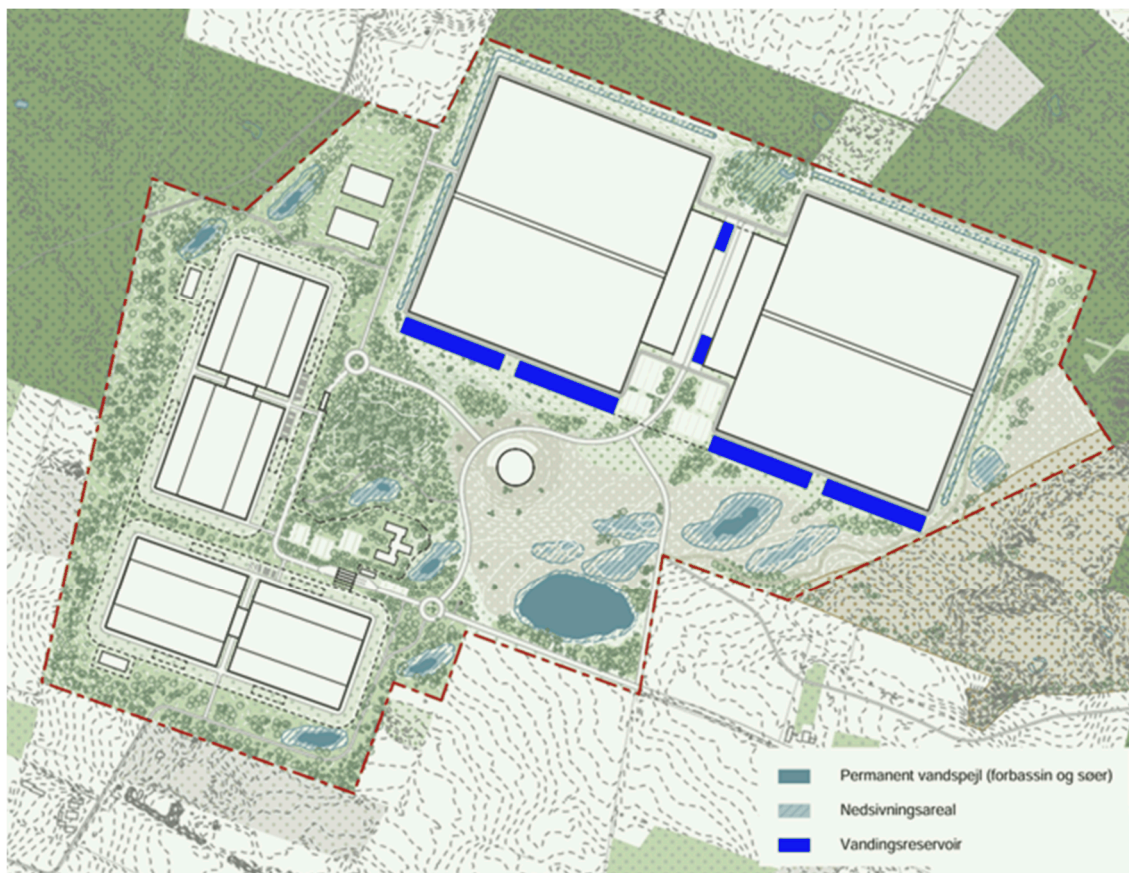 Permanent vandspejl (forbassin og søer)
Nedsivningsareal
Vandingsreservoir